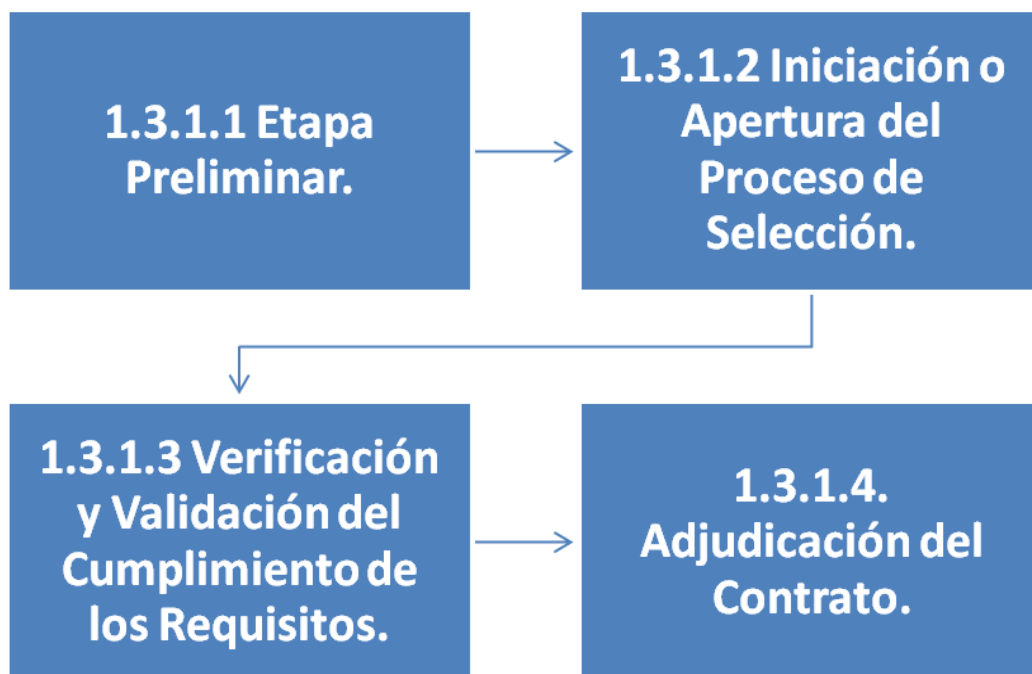 1.3.1.1 Etapa
Preliminar.
1.3.1.2 Iniciación o
Apertura del
Proceso de
Selección.
1.3.1.3 Verificación
y Validación del
Cumplimiento de
los Requisitos.
1.3.1.4.
Adjudicación del
Contrato.